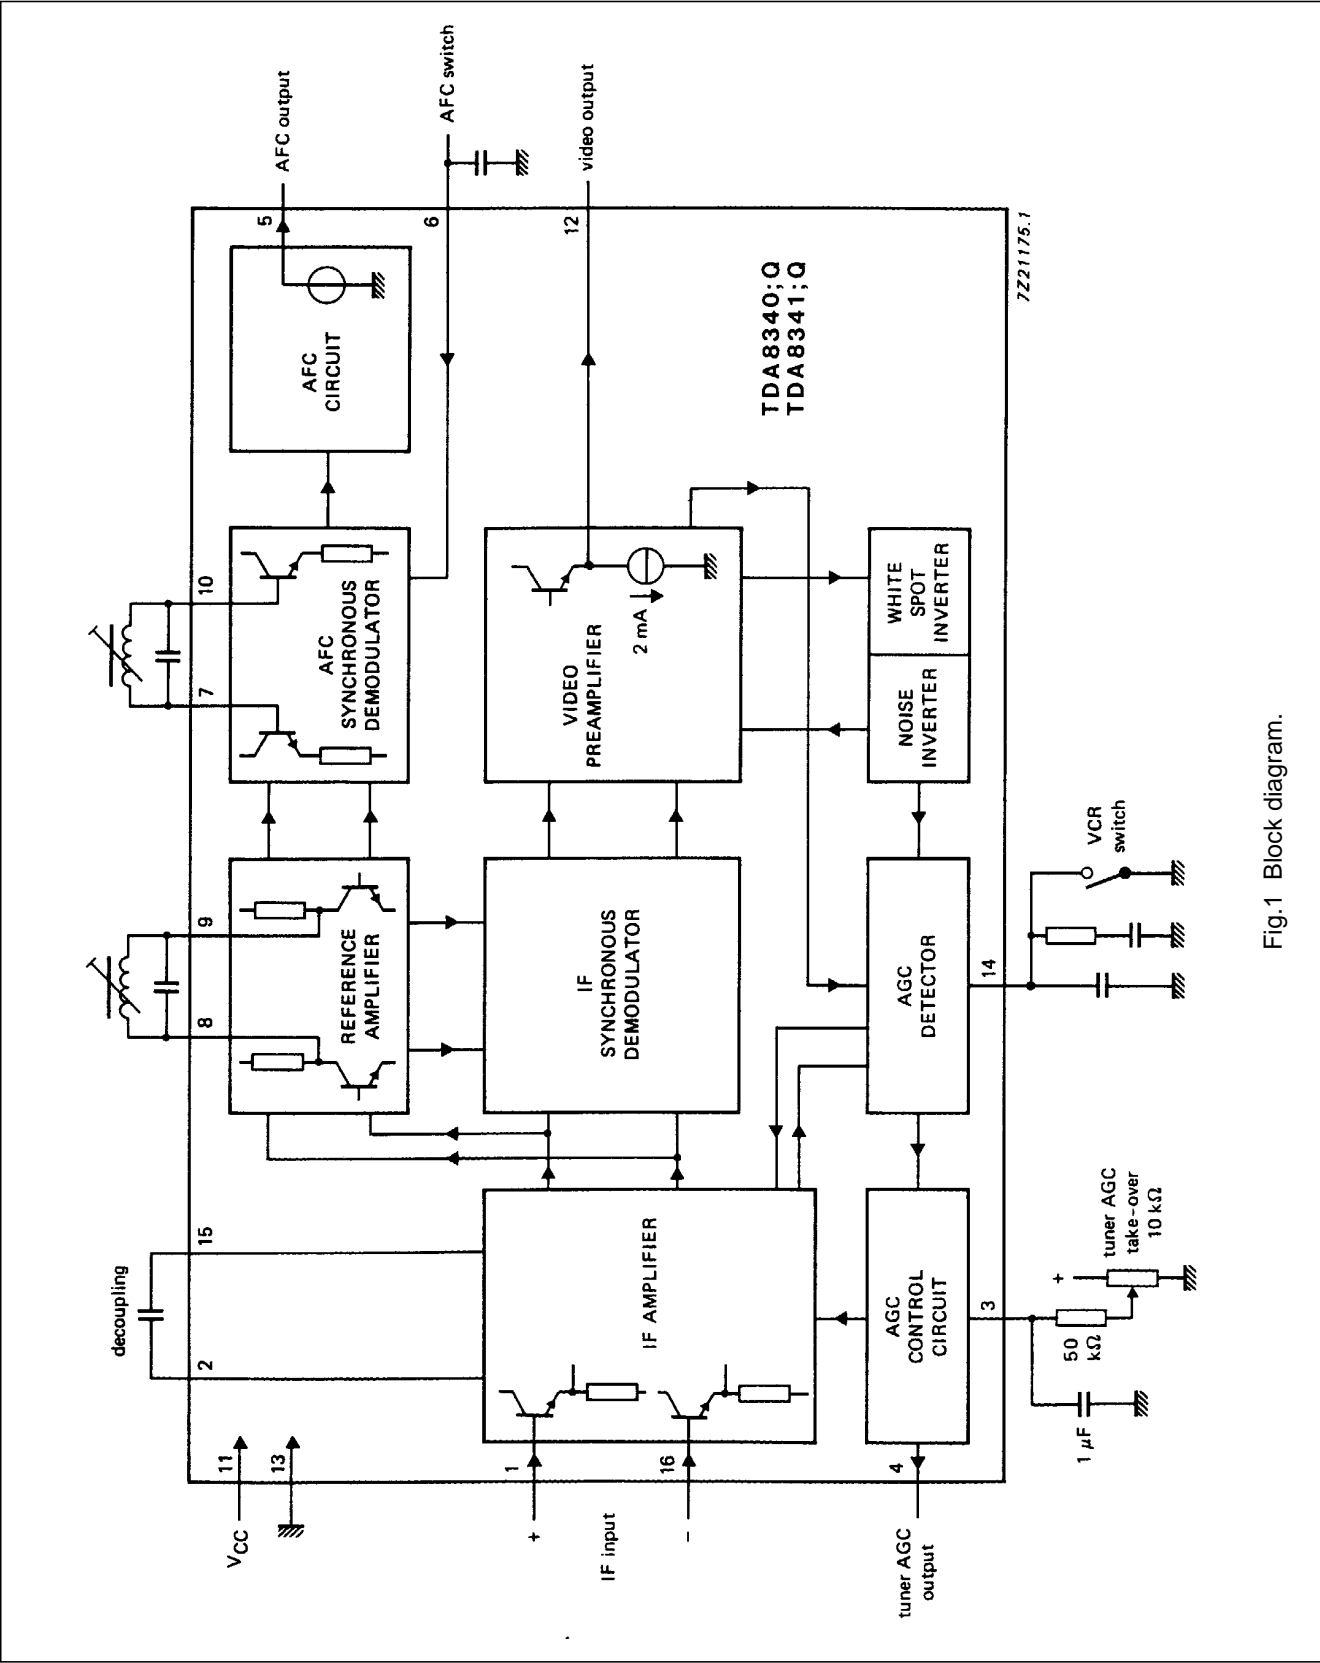 decoupling
2
15
8
9
7
10
VCC
11
13
REFERENCE
AMPLIFIER
AFC
SYNCHRONOUS
DEMODULATOR
AFC
CIRCUIT
5
AFC output
6
AFC switch
IF input
+
1
-
16
IF AMPLIFIER
IF
SYNCHRONOUS
DEMODULATOR
VIDEO
PREAMPLIFIER
2 mA
12
video output
TDA8340;Q
TDA8341;Q
tuner AGC
output
4
AGC
CONTROL
CIRCUIT
AGC
DETECTOR
NOISE
INVERTER
WHITE
SPOT
INVERTER
3
14
7Z21175.1
1 µF
50
kΩ
+
tuner AGC
take-over
10 kΩ
VCR
switch
Fig.1 Block diagram.